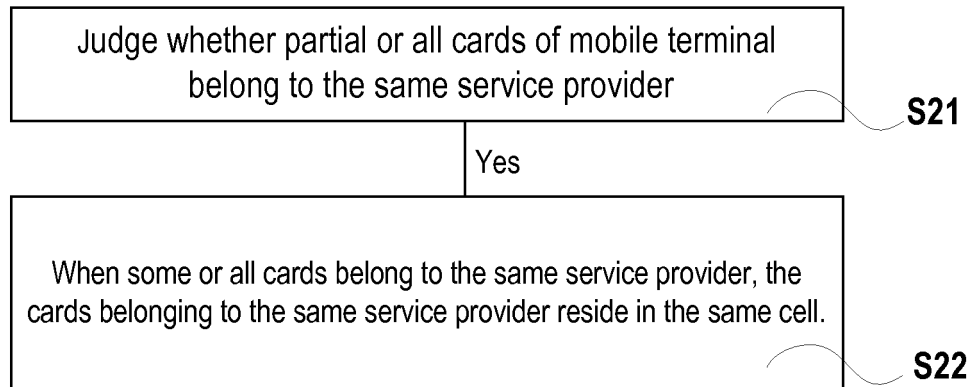 Judge whether partial or all cards of mobile terminal
belong to the same service provider
S21
Yes
When some or all cards belong to the same service provider, the
cards belonging to the same service provider reside in the same cell.
S22